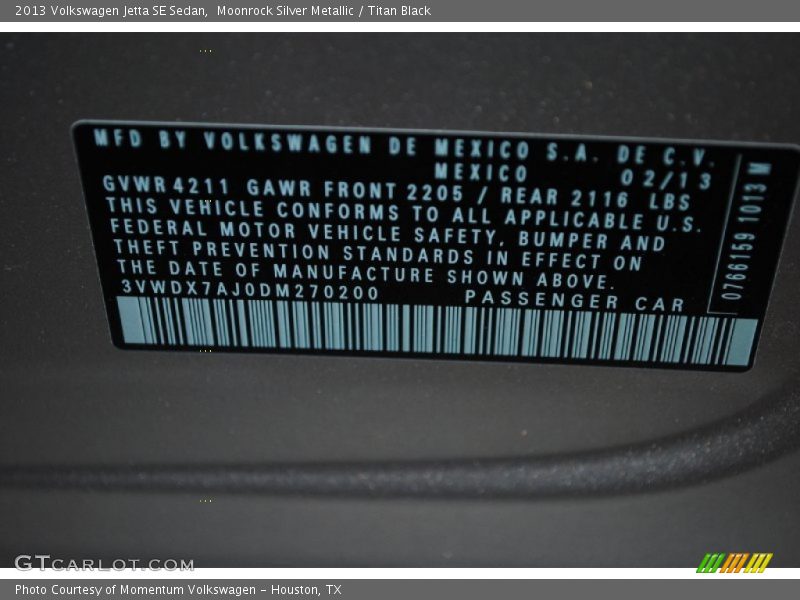 2013 Volkswagen Jetta SE Sedan,  Moonrock Silver Metallic / Titan Black
MFD BY VOLKSWAGEN DE MEXICO S.A. DE C.V.
MEXICO 02/13
GVWR 4211 GAWR FRONT 2205 / REAR 2116 LBS
THIS VEHICLE CONFORMS TO ALL APPLICABLE U.S.
FEDERAL MOTOR VEHICLE SAFETY, BUMPER AND
THEFT PREVENTION STANDARDS IN EFFECT ON
THE DATE OF MANUFACTURE SHOWN ABOVE.
3VWDX7AJ0DM270200 PASSENGER CAR
0766159 1013 M
GTCARLOT.COM
Photo Courtesy of Momentum Volkswagen - Houston, TX